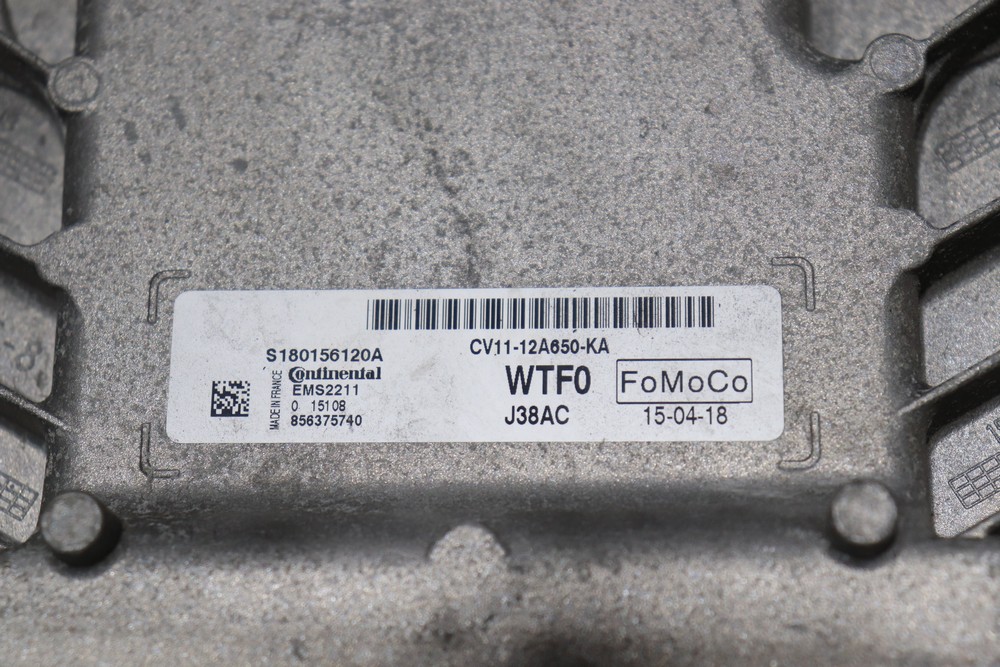 CV11-12A650-KA
S180156120A
Continental
EMS2211
0 15108
856375740
MADE IN FRANCE
WTF0
J38AC
FoMoCo
15-04-18